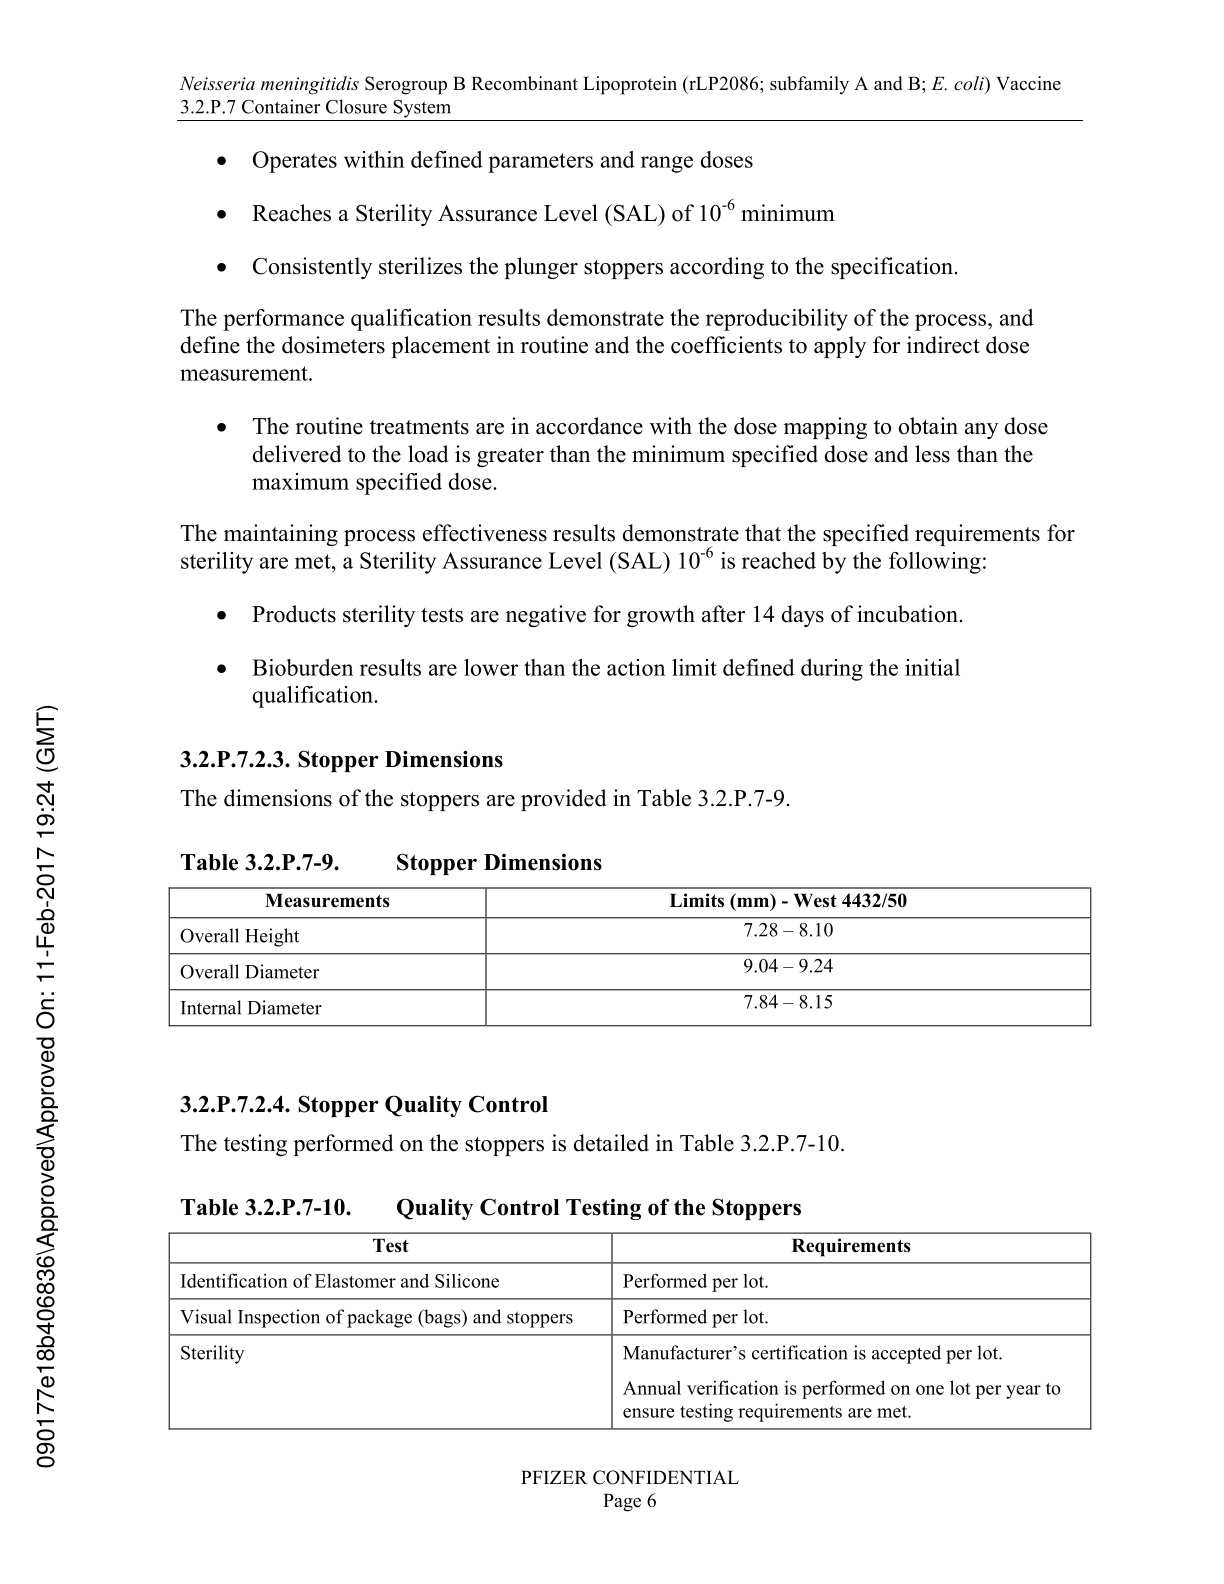 Neisseria meningitidis Serogroup B Recombinant Lipoprotein (rLP2086; subfamily A and B; E. coli) Vaccine
3.2.P.7 Container Closure System
• Operates within defined parameters and range doses
• Reaches a Sterility Assurance Level (SAL) of 10-6 minimum
• Consistently sterilizes the plunger stoppers according to the specification.
The performance qualification results demonstrate the reproducibility of the process, and
define the dosimeters placement in routine and the coefficients to apply for indirect dose
measurement.
• The routine treatments are in accordance with the dose mapping to obtain any dose
delivered to the load is greater than the minimum specified dose and less than the
maximum specified dose.
The maintaining process effectiveness results demonstrate that the specified requirements for
sterility are met, a Sterility Assurance Level (SAL) 10-6 is reached by the following:
• Products sterility tests are negative for growth after 14 days of incubation.
• Bioburden results are lower than the action limit defined during the initial
qualification.
3.2.P.7.2.3. Stopper Dimensions
The dimensions of the stoppers are provided in Table 3.2.P.7-9.
Table 3.2.P.7-9. Stopper Dimensions
Measurements Limits (mm) - West 4432/50
Overall Height 7.28 – 8.10
Overall Diameter 9.04 – 9.24
Internal Diameter 7.84 – 8.15
3.2.P.7.2.4. Stopper Quality Control
The testing performed on the stoppers is detailed in Table 3.2.P.7-10.
Table 3.2.P.7-10. Quality Control Testing of the Stoppers
Test Requirements
Identification of Elastomer and Silicone Performed per lot.
Visual Inspection of package (bags) and stoppers Performed per lot.
Sterility Manufacturer’s certification is accepted per lot.
Annual verification is performed on one lot per year to
ensure testing requirements are met.
PFIZER CONFIDENTIAL
Page 6
090177e18b406836\Approved\Approved On: 11-Feb-2017 19:24 (GMT)